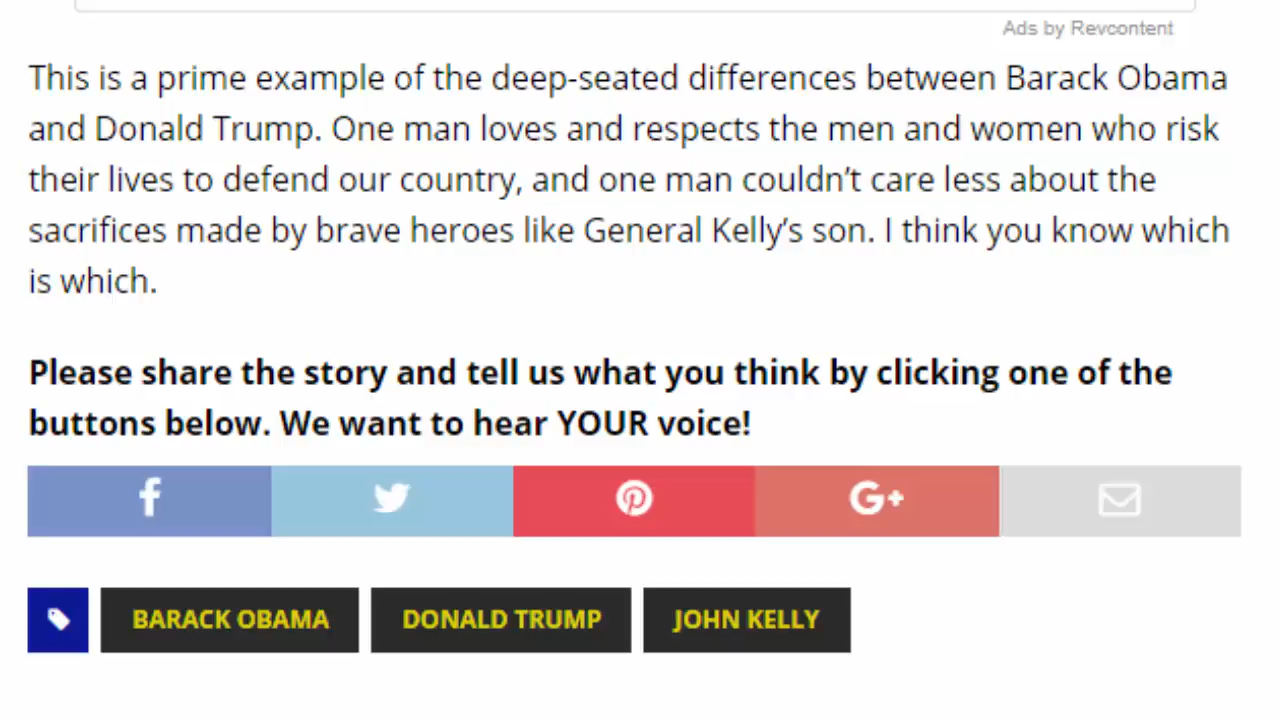 Ads by Revcontent
This is a prime example of the deep-seated differences between Barack Obama
and Donald Trump. One man loves and respects the men and women who risk
their lives to defend our country, and one man couldn’t care less about the
sacrifices made by brave heroes like General Kelly’s son. I think you know which
is which.
Please share the story and tell us what you think by clicking one of the
buttons below. We want to hear YOUR voice!
BARACK OBAMA DONALD TRUMP JOHN KELLY